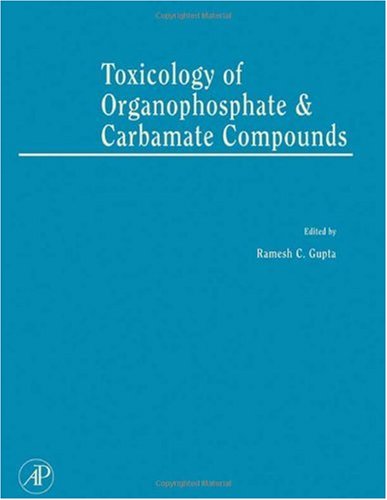 Toxicology of
Organophosphate &
Carbamate Compounds
Edited by
Ramesh C. Gupta
AP